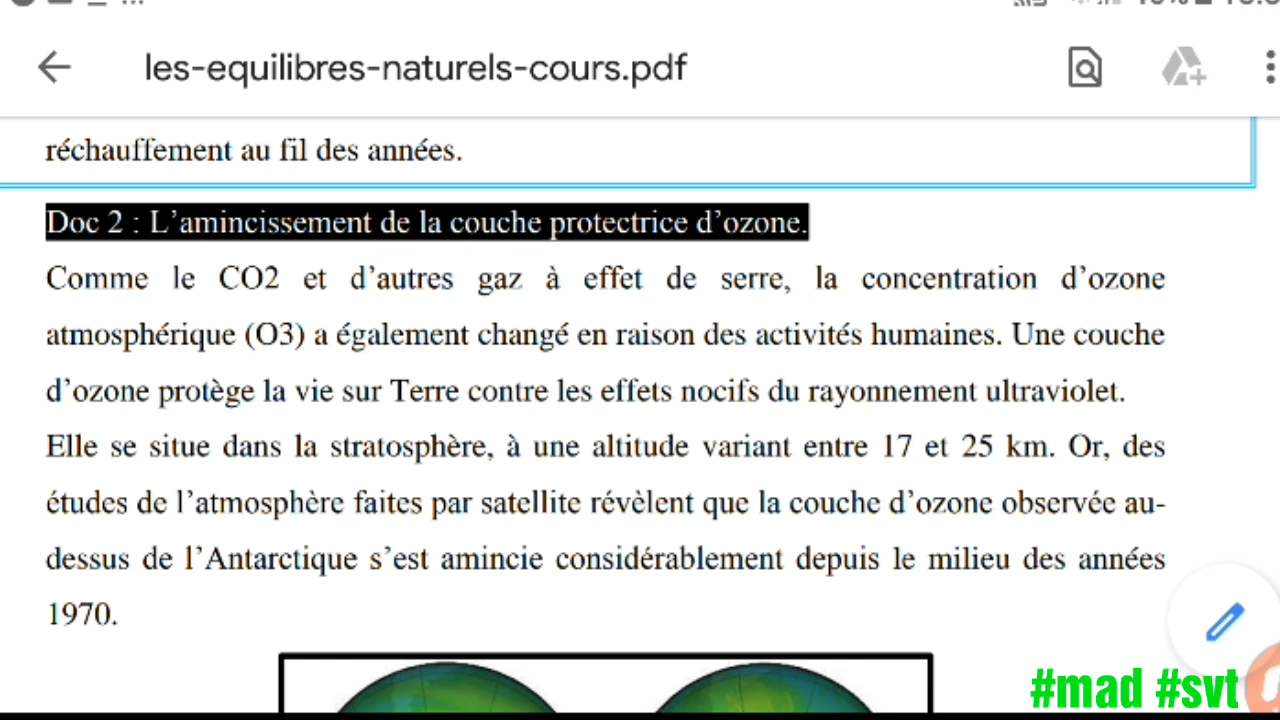 les-equilibres-naturels-cours.pdf
réchauffement au fil des années.
Doc 2 : L’amincissement de la couche protectrice d’ozone.
Comme le CO2 et d’autres gaz à effet de serre, la concentration d’ozone
atmosphérique (O3) a également changé en raison des activités humaines. Une couche
d’ozone protège la vie sur Terre contre les effets nocifs du rayonnement ultraviolet.
Elle se situe dans la stratosphère, à une altitude variant entre 17 et 25 km. Or, des
études de l’atmosphère faites par satellite révèlent que la couche d’ozone observée au-
dessus de l’Antarctique s’est amincie considérablement depuis le milieu des années
1970.
#mad #svt